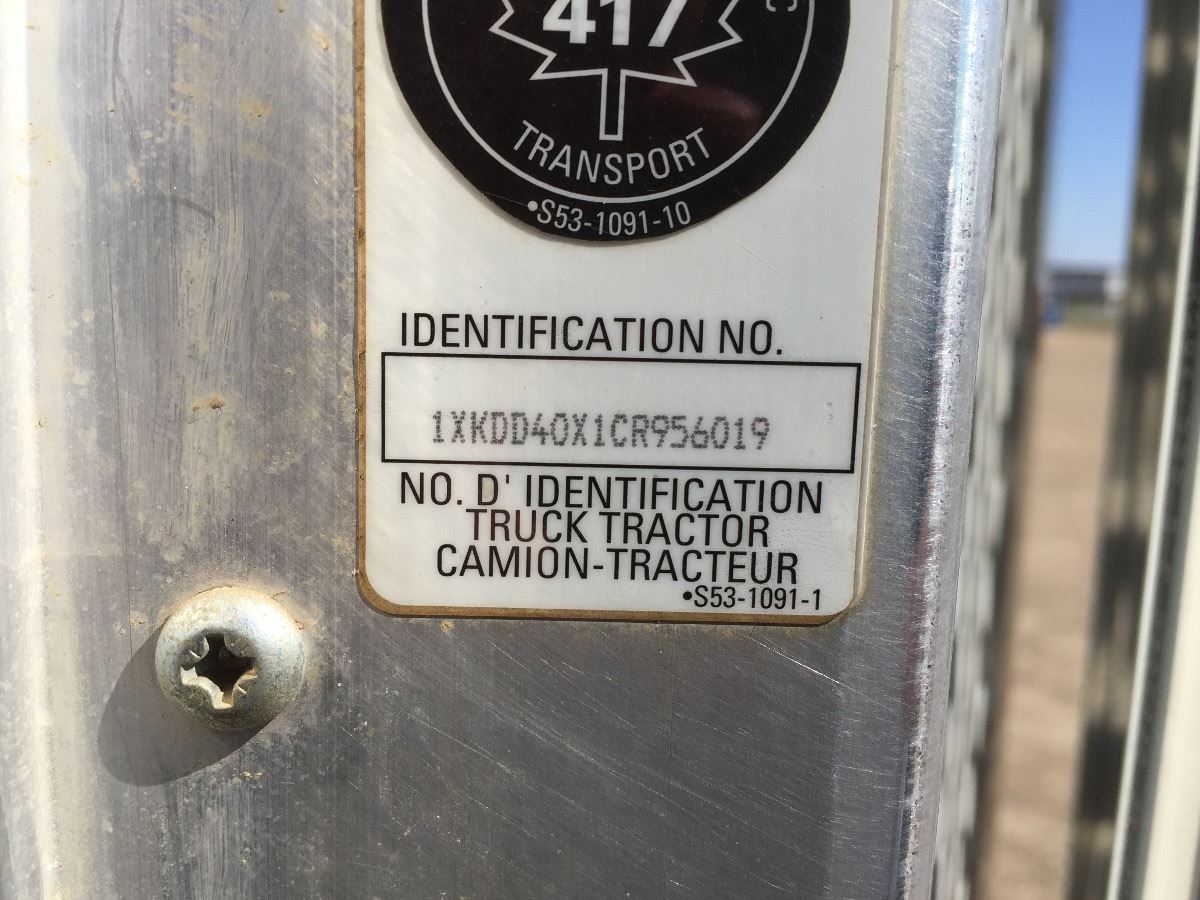 417
C
TRANSPORT
•S53-1091-10
IDENTIFICATION NO.
1XKDD40X1CR956019
NO. D' IDENTIFICATION
TRUCK TRACTOR
CAMION-TRACTEUR
•S53-1091-1